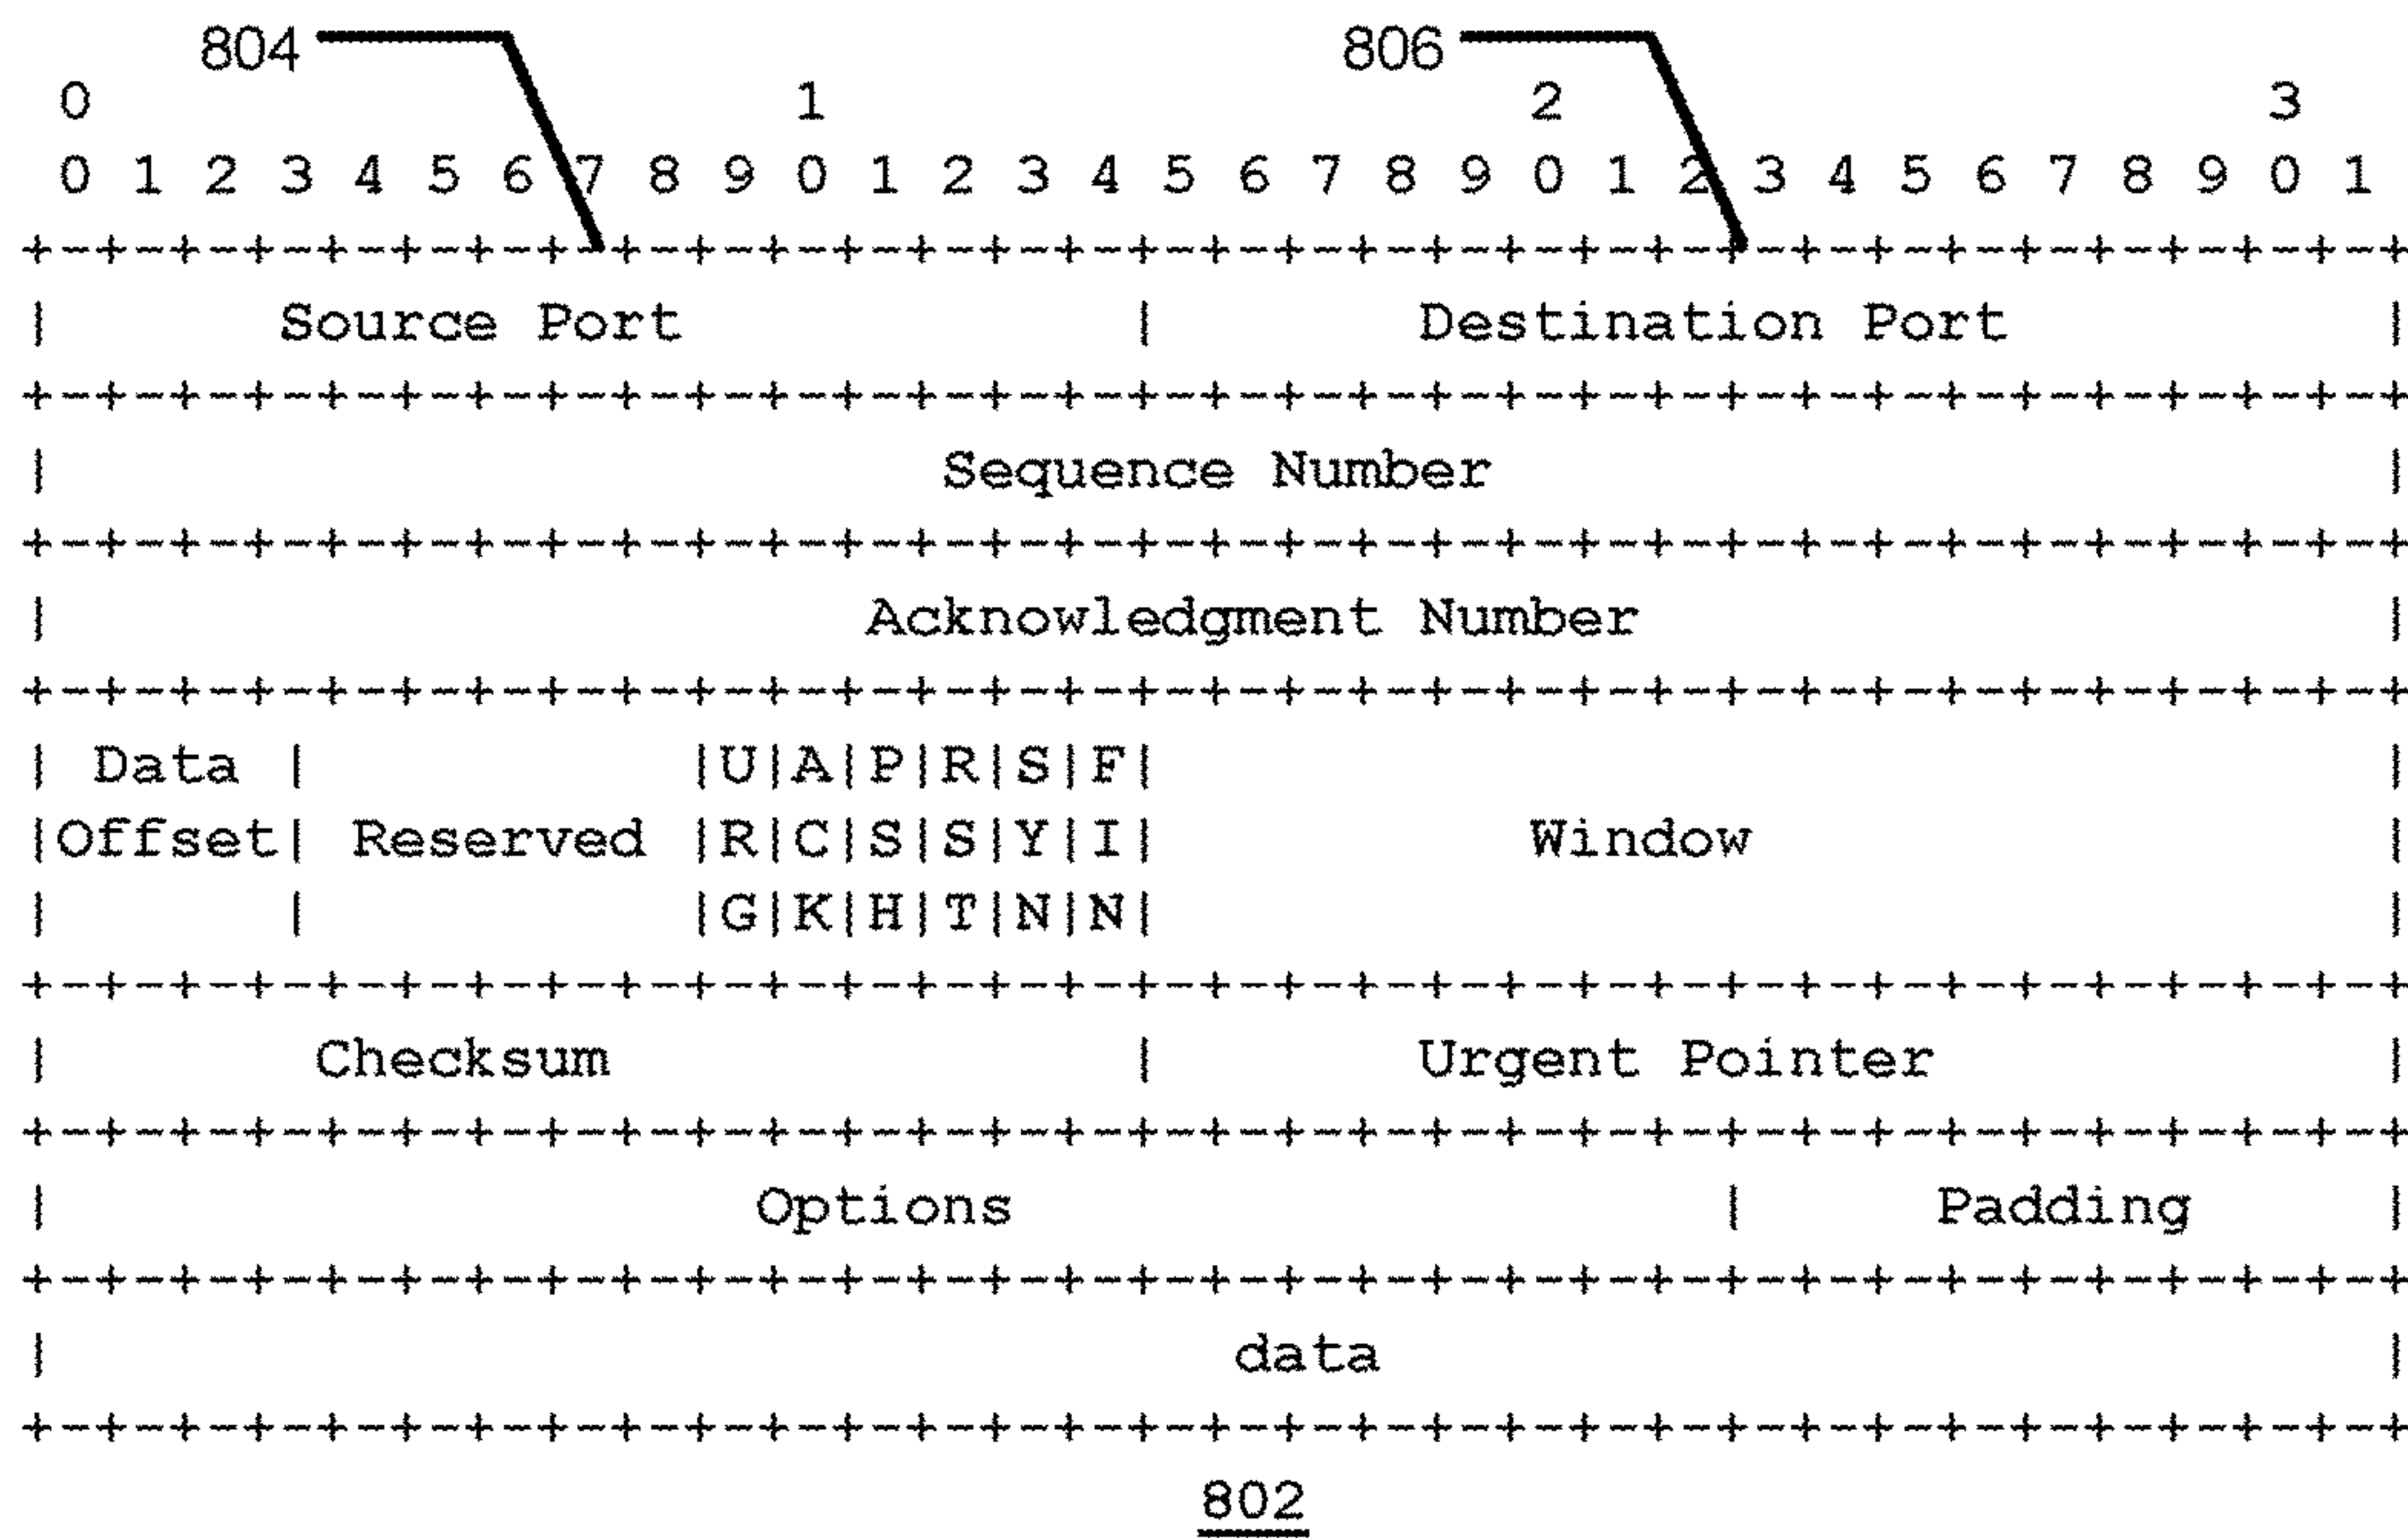 804 806
0 1 2 3
0 1 2 3 4 5 6 7 8 9 0 1 2 3 4 5 6 7 8 9 0 1 2 3 4 5 6 7 8 9 0 1
+-+-+-+-+-+-+-+-+-+-+-+-+-+-+-+-+-+-+-+-+-+-+-+-+-+-+-+-+-+-+-+-+
| Source Port | Destination Port |
+-+-+-+-+-+-+-+-+-+-+-+-+-+-+-+-+-+-+-+-+-+-+-+-+-+-+-+-+-+-+-+-+
| Sequence Number |
+-+-+-+-+-+-+-+-+-+-+-+-+-+-+-+-+-+-+-+-+-+-+-+-+-+-+-+-+-+-+-+-+
| Acknowledgment Number |
+-+-+-+-+-+-+-+-+-+-+-+-+-+-+-+-+-+-+-+-+-+-+-+-+-+-+-+-+-+-+-+-+
| Data | |U|A|P|R|S|F| |
|Offset| Reserved |R|C|S|S|Y|I| Window |
| | |G|K|H|T|N|N| |
+-+-+-+-+-+-+-+-+-+-+-+-+-+-+-+-+-+-+-+-+-+-+-+-+-+-+-+-+-+-+-+-+
| Checksum | Urgent Pointer |
+-+-+-+-+-+-+-+-+-+-+-+-+-+-+-+-+-+-+-+-+-+-+-+-+-+-+-+-+-+-+-+-+
| Options | Padding |
+-+-+-+-+-+-+-+-+-+-+-+-+-+-+-+-+-+-+-+-+-+-+-+-+-+-+-+-+-+-+-+-+
| data |
+-+-+-+-+-+-+-+-+-+-+-+-+-+-+-+-+-+-+-+-+-+-+-+-+-+-+-+-+-+-+-+-+
802